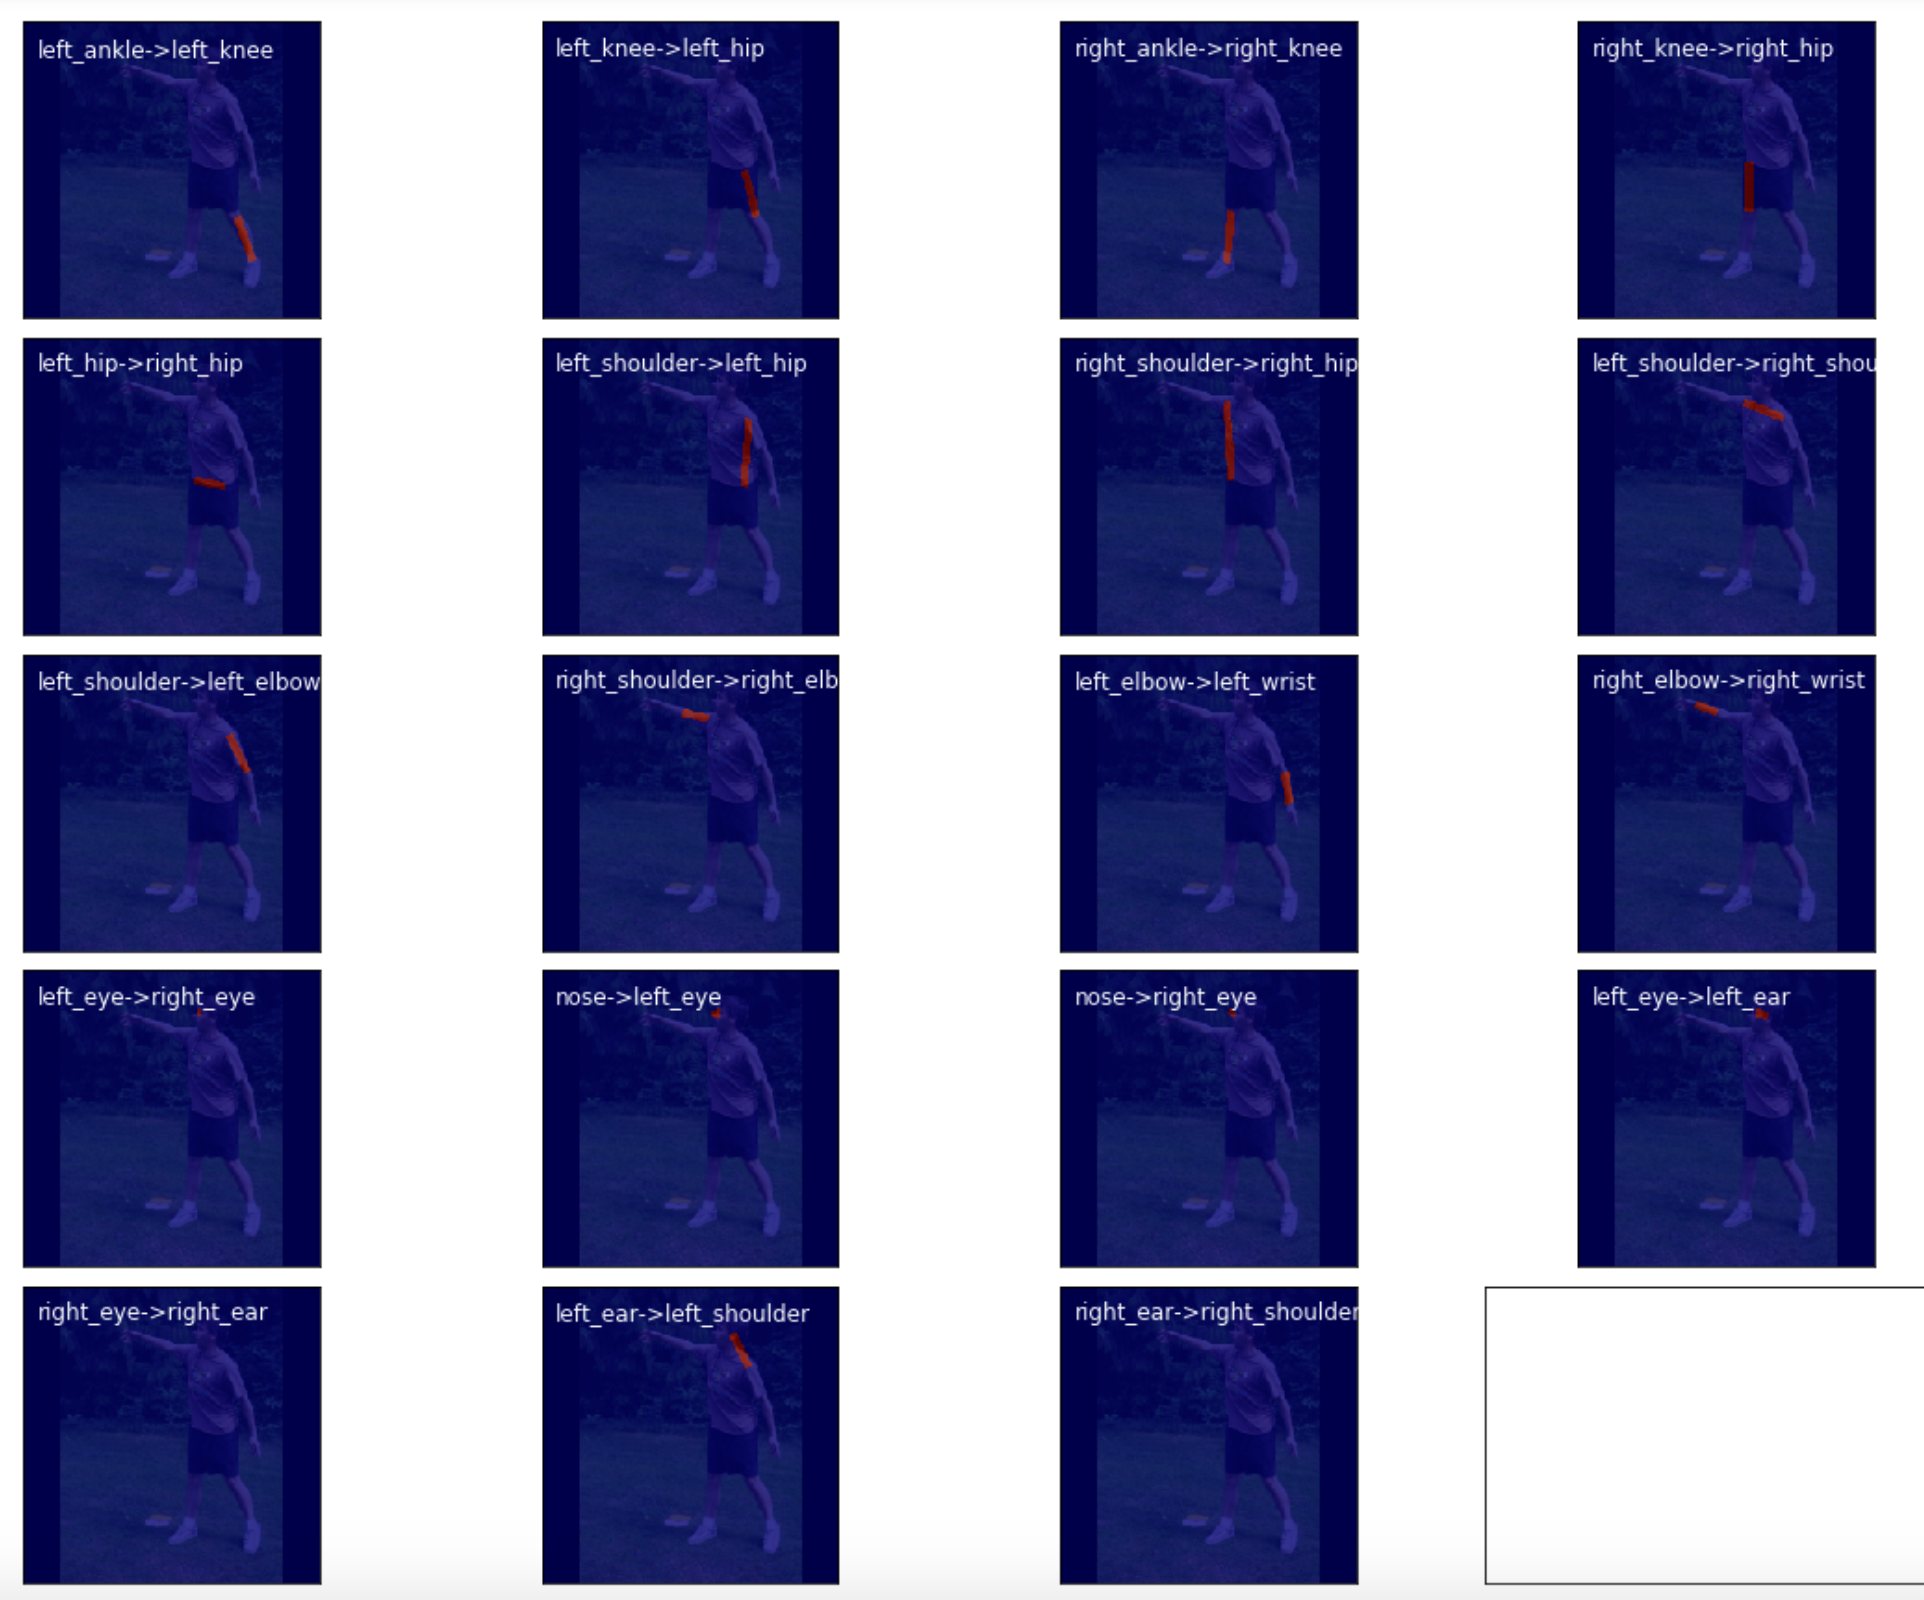 left_ankle->left_knee
left_knee->left_hip
right_ankle->right_knee
right_knee->right_hip
left_hip->right_hip
left_shoulder->left_hip
right_shoulder->right_hip
left_shoulder->right_shou
left_shoulder->left_elbow
right_shoulder->right_elb
left_elbow->left_wrist
right_elbow->right_wrist
left_eye->right_eye
nose->left_eye
nose->right_eye
left_eye->left_ear
right_eye->right_ear
left_ear->left_shoulder
right_ear->right_shoulder